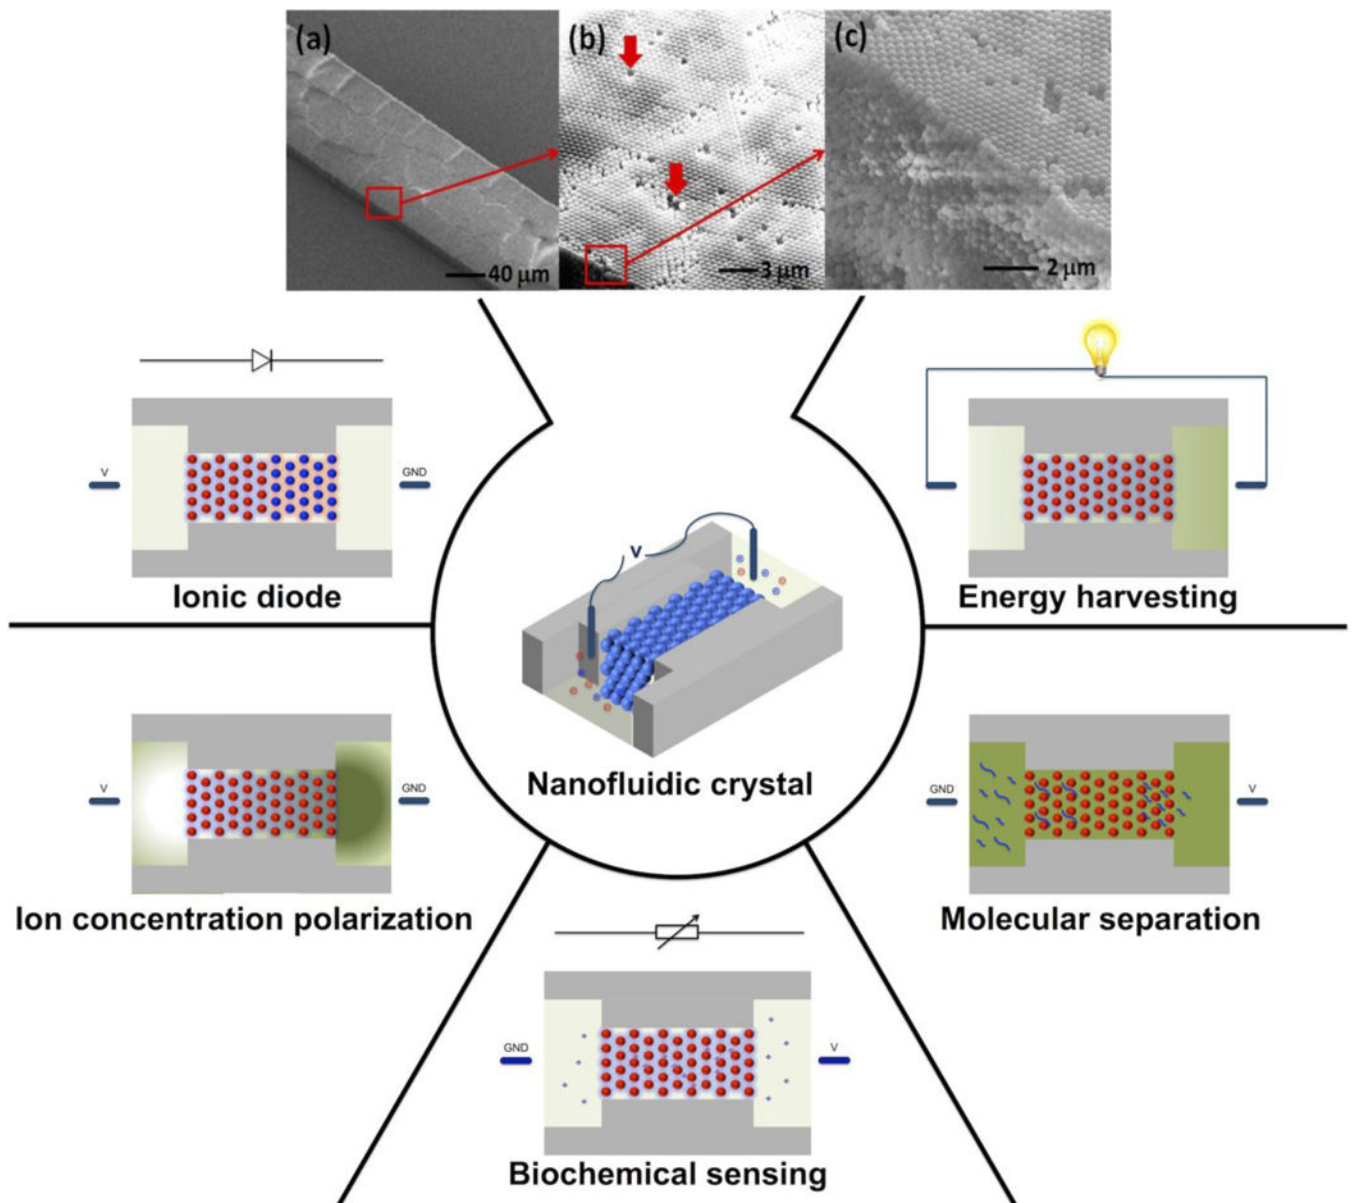 (a)
(b)
(c)
40 μm
3 μm
2 μm
V
GND
Ionic diode
Energy harvesting
V
Nanofluidic crystal
V
GND
Ion concentration polarization
GND
V
Molecular separation
GND
V
Biochemical sensing